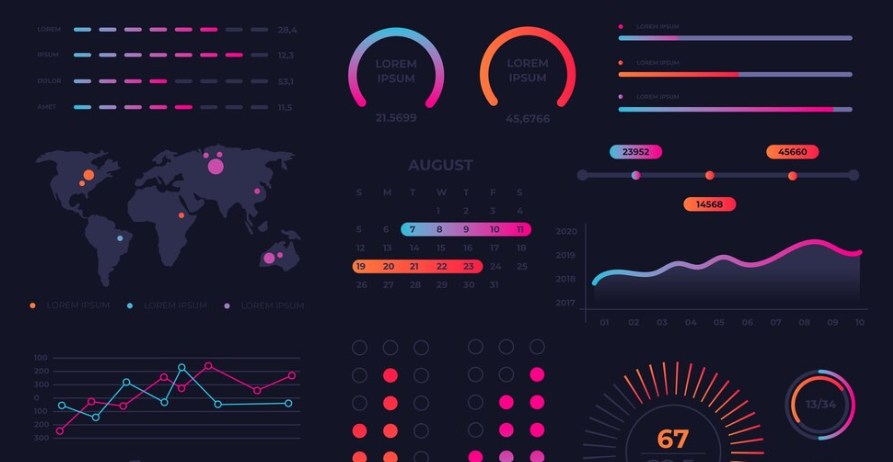 LOREM 28,4
IPSUM 12,3
DOLOR 53,1
AMET 11,5
LOREM IPSUM
21.5699
LOREM IPSUM
45,6766
LOREM IPSUM
LOREM IPSUM
LOREM IPSUM
LOREM IPSUM LOREM IPSUM LOREM IPSUM
AUGUST
S M T W T F S
1 2 3 4
5 6 7 8 9 10 11
12 13 14 15 16 17 18
19 20 21 22 23 24 25
26 27 28 29 30 31
23952 45660
14568
2020
2019
2018
2017
01 02 03 04 05 06 07 08 09 10
100
200
300
0
100
200
300
67
13/34